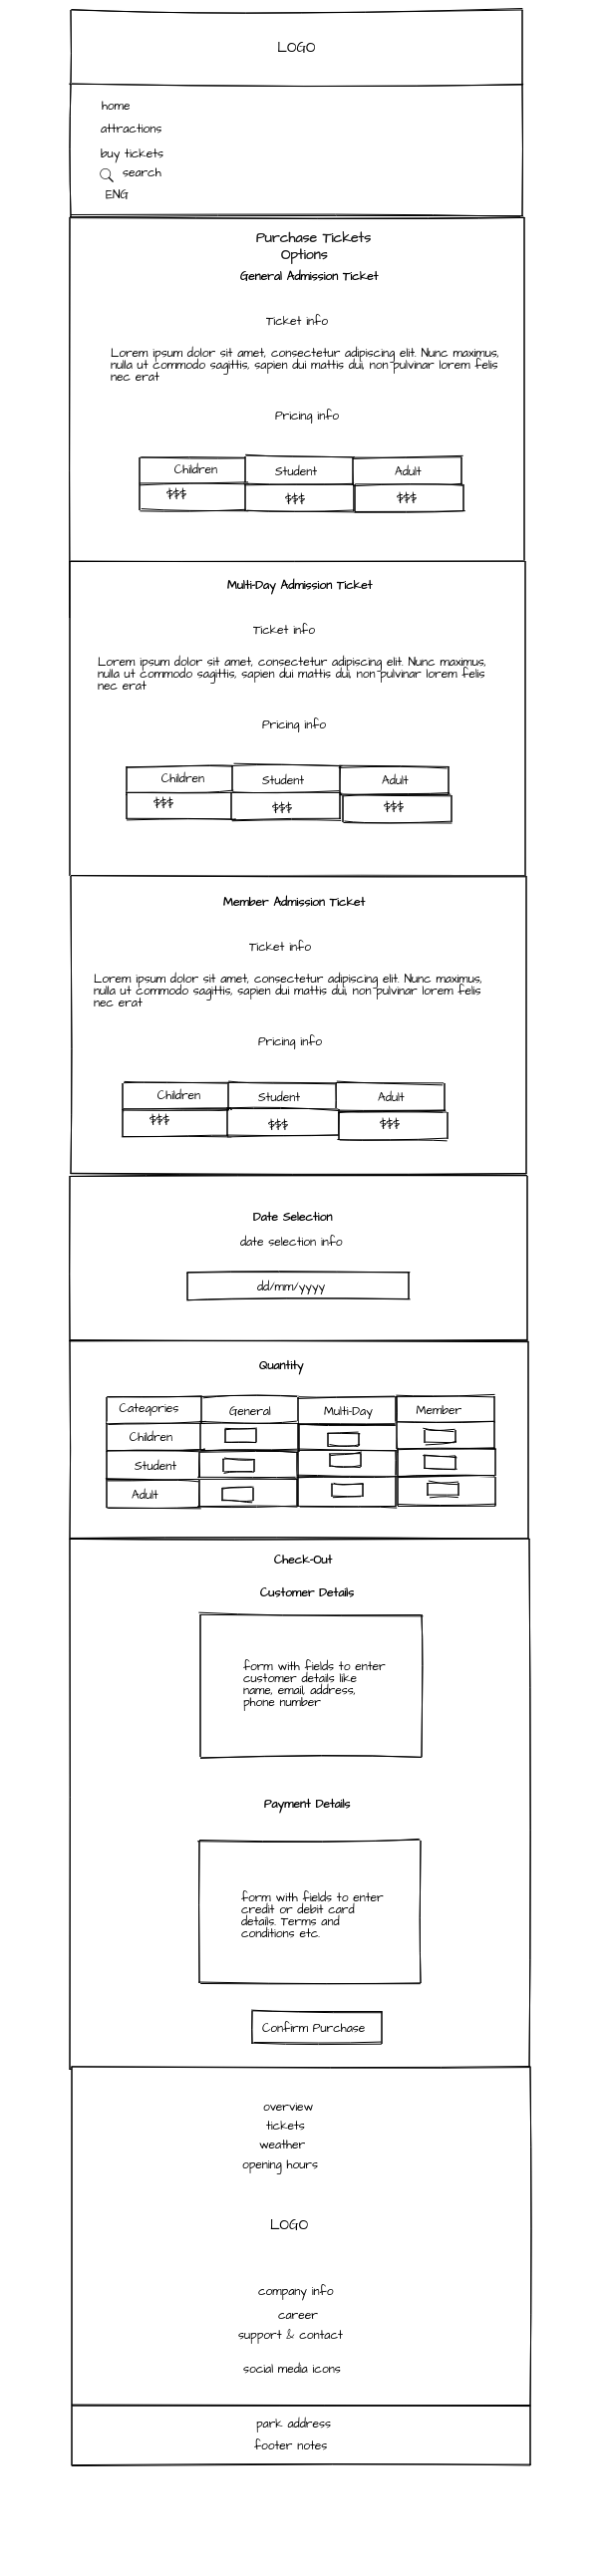 LOGO
home
attractions
buy tickets
search
ENG
Purchase Tickets
Options
General Admission Ticket
Ticket info
Lorem ipsum dolor sit amet, consectetur adipiscing elit. Nunc maximus,
nulla ut commodo sagittis, sapien dui mattis dui, non pulvinar lorem felis
nec erat
Pricing info
Children Student Adult
$$$ $$$ $$$
Multi-Day Admission Ticket
Ticket info
Lorem ipsum dolor sit amet, consectetur adipiscing elit. Nunc maximus,
nulla ut commodo sagittis, sapien dui mattis dui, non pulvinar lorem felis
nec erat
Pricing info
Children Student Adult
$$$ $$$ $$$
Member Admission Ticket
Ticket info
Lorem ipsum dolor sit amet, consectetur adipiscing elit. Nunc maximus,
nulla ut commodo sagittis, sapien dui mattis dui, non pulvinar lorem felis
nec erat
Pricing info
Children Student Adult
$$$ $$$ $$$
Date Selection
date selection info
dd/mm/yyyy
Quantity
Categories General Multi-Day Member
Children
Student
Adult
Check-Out
Customer Details
form with fields to enter
customer details like
name, email, address,
phone number
Payment Details
form with fields to enter
credit or debit card
details. Terms and
conditions etc.
Confirm Purchase
overview
tickets
weather
opening hours
LOGO
company info
career
support & contact
social media icons
park address
footer notes